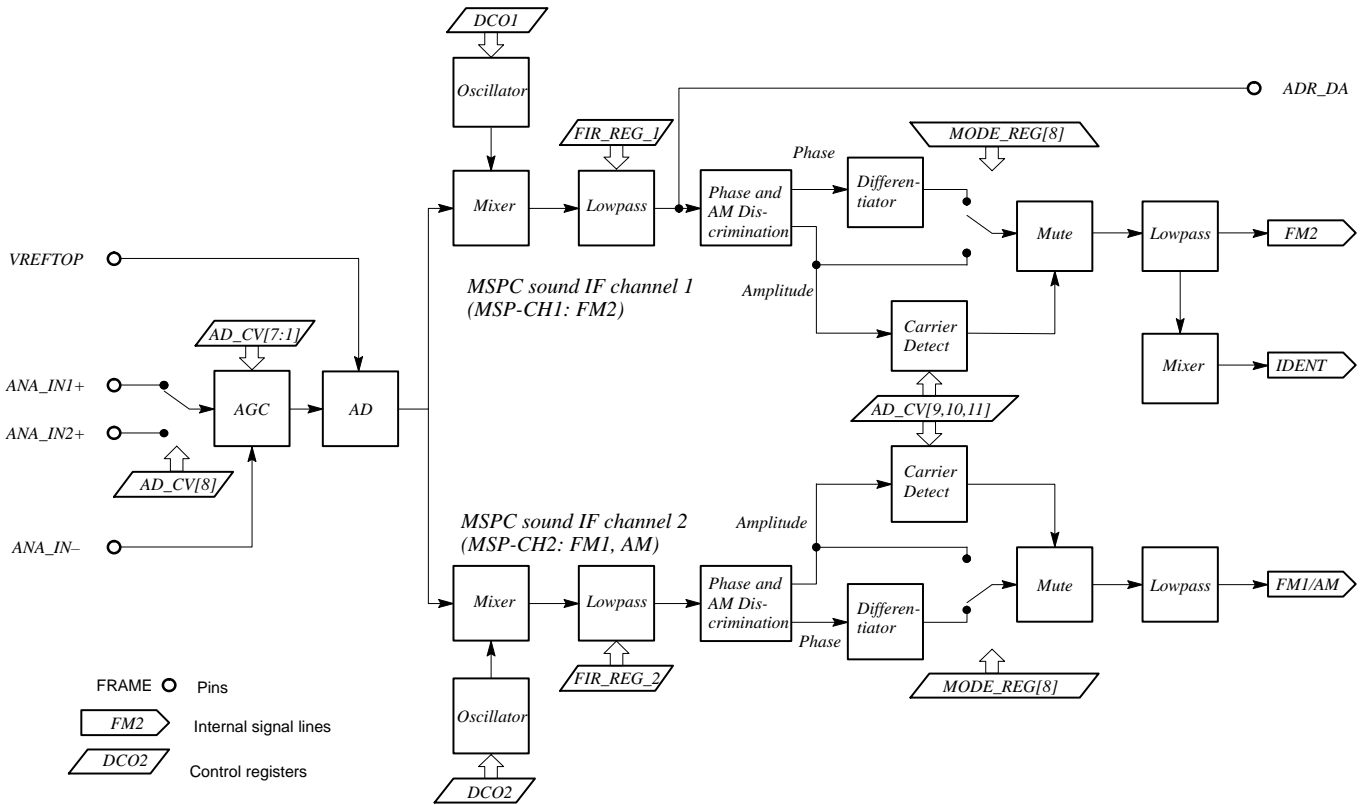 DCO1
Oscillator
ADR_DA
FIR_REG_1
MODE_REG[8]
Phase
Mixer
Lowpass
Phase and
AM Dis-
crimination
Differen-
tiator
Mute
Lowpass
FM2
VREFTOP
MSPC sound IF channel 1
(MSP-CH1: FM2)
Amplitude
AD_CV[7:1]
Carrier
Detect
Mixer
IDENT
ANA_IN1+
AGC
AD
AD_CV[9,10,11]
ANA_IN2+
AD_CV[8]
Carrier
Detect
MSPC sound IF channel 2
(MSP-CH2: FM1, AM)
Amplitude
ANA_IN–
Mixer
Lowpass
Phase and
AM Dis-
crimination
Differen-
tiator
Mute
Lowpass
FM1/AM
Phase
FIR_REG_2
MODE_REG[8]
Oscillator
DCO2
FRAME Pins
FM2 Internal signal lines
DCO2 Control registers